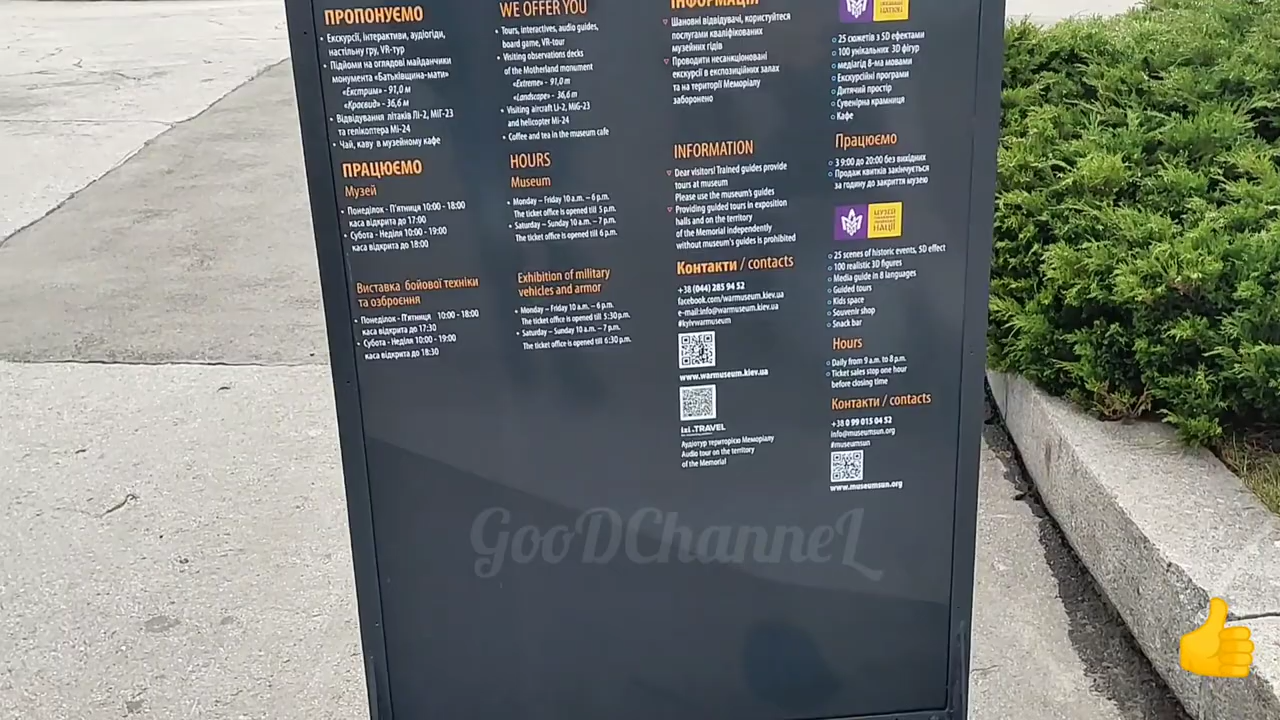 ПРОПОНУЄМО
• Екскурсії, інтерактиви, аудіогіди,
настільну гру, VR-тур
• Підйоми на оглядові майданчики
монумента «Батьківщина-мати»
«Екстрим» - 91,0 м
«Краєвид» - 36,6 м
• Відвідування літаків Лі-2, МіГ-23
та гелікоптера Мі-24
• Чай, каву в музейному кафе
ПРАЦЮЄМО
Музей
• Понеділок - П'ятниця 10:00 - 18:00
каса відкрита до 17:00
• Субота - Неділя 10:00 - 19:00
каса відкрита до 18:00
Виставка бойової техніки
та озброєння
• Понеділок - П'ятниця 10:00 - 18:00
каса відкрита до 17:30
• Субота - Неділя 10:00 - 19:00
каса відкрита до 18:30
WE OFFER YOU
• Tours, interactives, audio guides,
board game, VR-tour
• Visiting observations decks
of the Motherland monument
«Extreme» - 91,0 m
«Landscape» - 36,6 m
• Visiting aircraft Li-2, MiG-23
and helicopter Mi-24
• Coffee and tea in the museum cafe
HOURS
Museum
• Monday – Friday 10 a.m. – 6 p.m.
The ticket office is opened till 5 p.m.
• Saturday – Sunday 10 a.m. – 7 p.m.
The ticket office is opened till 6 p.m.
Exhibition of military
vehicles and armor
• Monday – Friday 10 a.m. – 6 p.m.
The ticket office is opened till 5:30 p.m.
• Saturday – Sunday 10 a.m. – 7 p.m.
The ticket office is opened till 6:30 p.m.
ІНФОРМАЦІЯ
Шановні відвідувачі, користуйтеся
послугами кваліфікованих
музейних гідів
Проводити несанкціоновані
екскурсії в експозиційних залах
та на території Меморіалу
заборонено
INFORMATION
Dear visitors! Trained guides provide
tours at museum
Please use the museum's guides
Providing guided tours in exposition
halls and on the territory
of the Memorial independently
without museum's guides is prohibited
Контакти / contacts
+38 (044) 285 94 52
facebook.com/warmuseum.kiev.ua
e-mail:info@warmuseum.kiev.ua
#kyivwarmuseum
www.warmuseum.kiev.ua
izi.TRAVEL
Аудіотур територією Меморіалу
Audio tour on the territory
of the Memorial
НАЦІЇ
25 сюжетів з 5D ефектами
100 унікальних 3D фігур
медіагід 8-ма мовами
Екскурсійні програми
Дитячий простір
Сувенірна крамниця
Кафе
Працюємо
З 9:00 до 20:00 без вихідних
Продаж квитків закінчується
за годину до закриття музею
МУЗЕЙ
НАЦІЇ
25 scenes of historic events, 5D effect
100 realistic 3D figures
Media guide in 8 languages
Guided tours
Kids space
Souvenir shop
Snack bar
Hours
Daily from 9 a.m. to 8 p.m.
Ticket sales stop one hour
before closing time
Контакти / contacts
+38 0 99 015 04 52
info@museumsun.org
#museumsun
www.museumsun.org
GooDChanneL